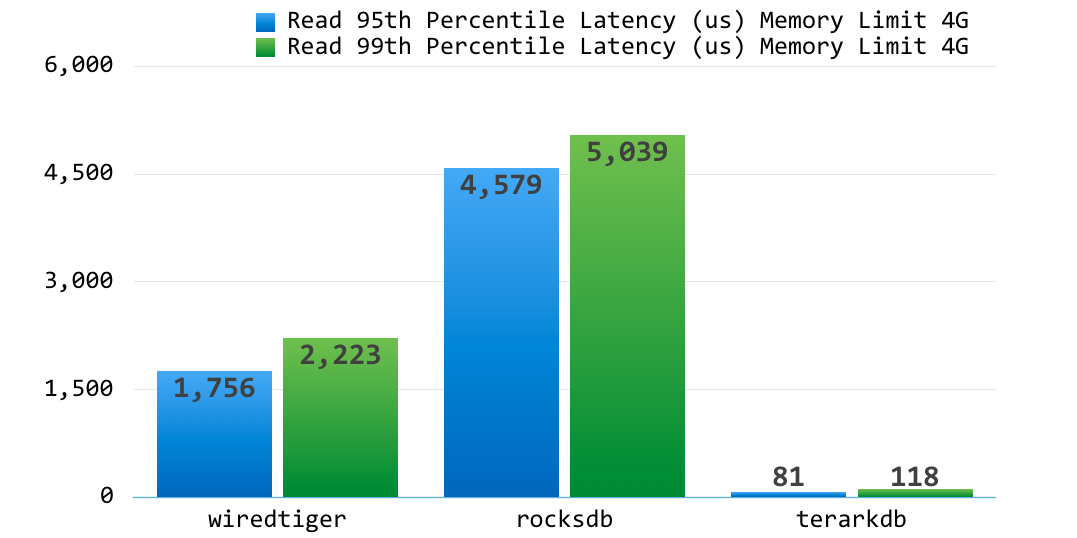 Read 95th Percentile Latency (us) Memory Limit 4G
Read 99th Percentile Latency (us) Memory Limit 4G
6,000
5,039
4,500
4,579
3,000
2,223
1,500
1,756
81
118
0
wiredtiger
rocksdb
terarkdb